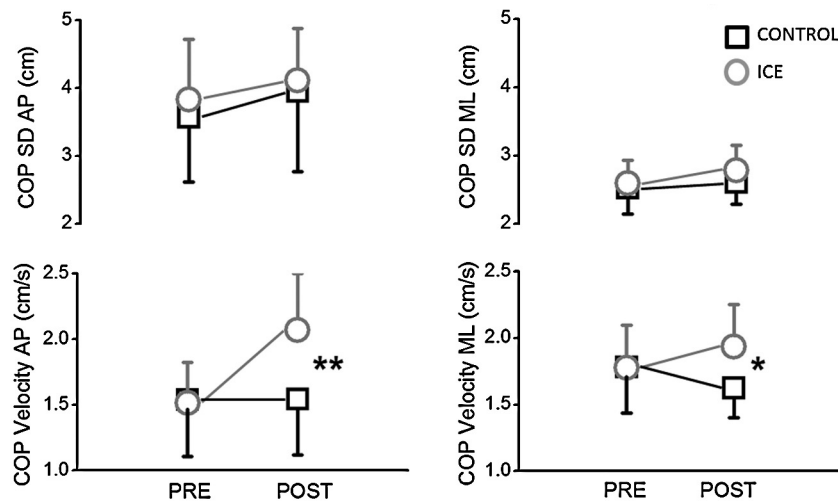 COP SD AP (cm)
5
4
3
2
COP SD ML (cm)
5
4
3
2
CONTROL
ICE
COP Velocity AP (cm/s)
2.5
2.0
1.5
1.0
**
PRE POST
COP Velocity ML (cm/s)
2.5
2.0
1.5
1.0
*
PRE POST